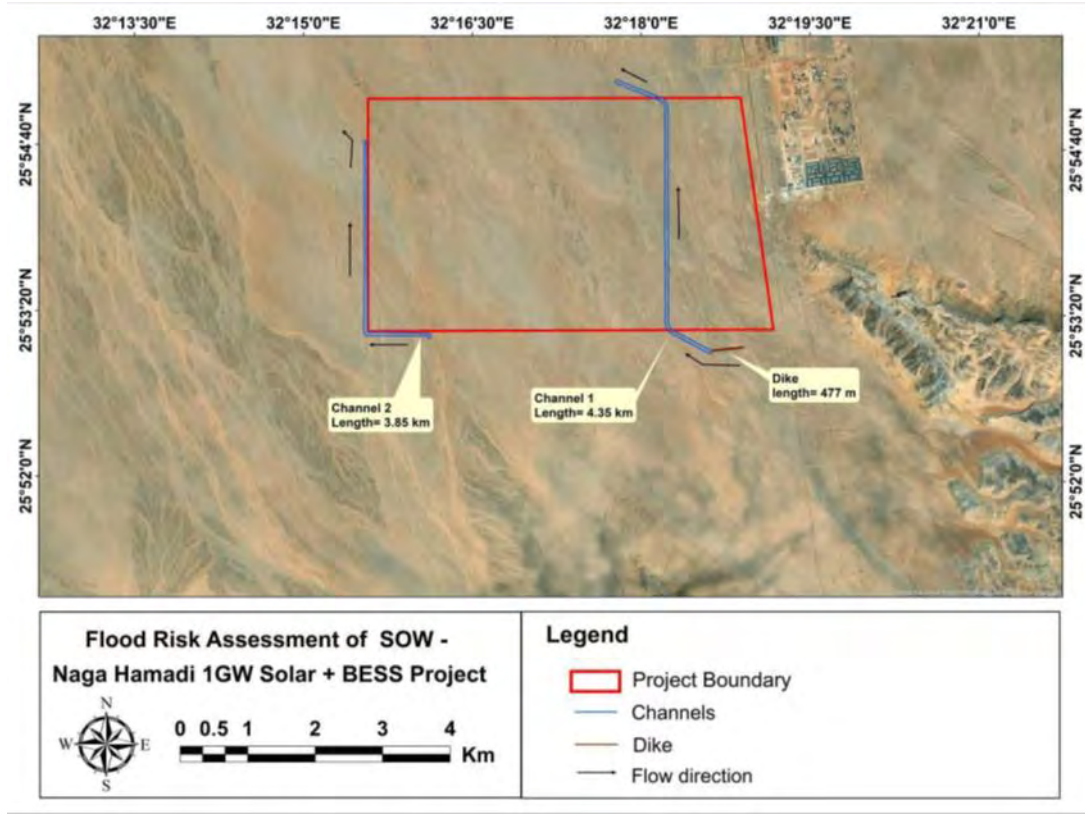 32°13'30"E 32°15'0"E 32°16'30"E 32°18'0"E 32°19'30"E 32°21'0"E
25°54'40"N 25°54'40"N
25°53'20"N 25°53'20"N
25°52'0"N 25°52'0"N
Channel 2
Length= 3.85 km
Channel 1
Length= 4.35 km
Dike
length= 477 m
Flood Risk Assessment of SOW -
Naga Hamadi 1GW Solar + BESS Project
N
W E
S
0 0.5 1 2 3 4
Km
Legend
Project Boundary
Channels
Dike
Flow direction